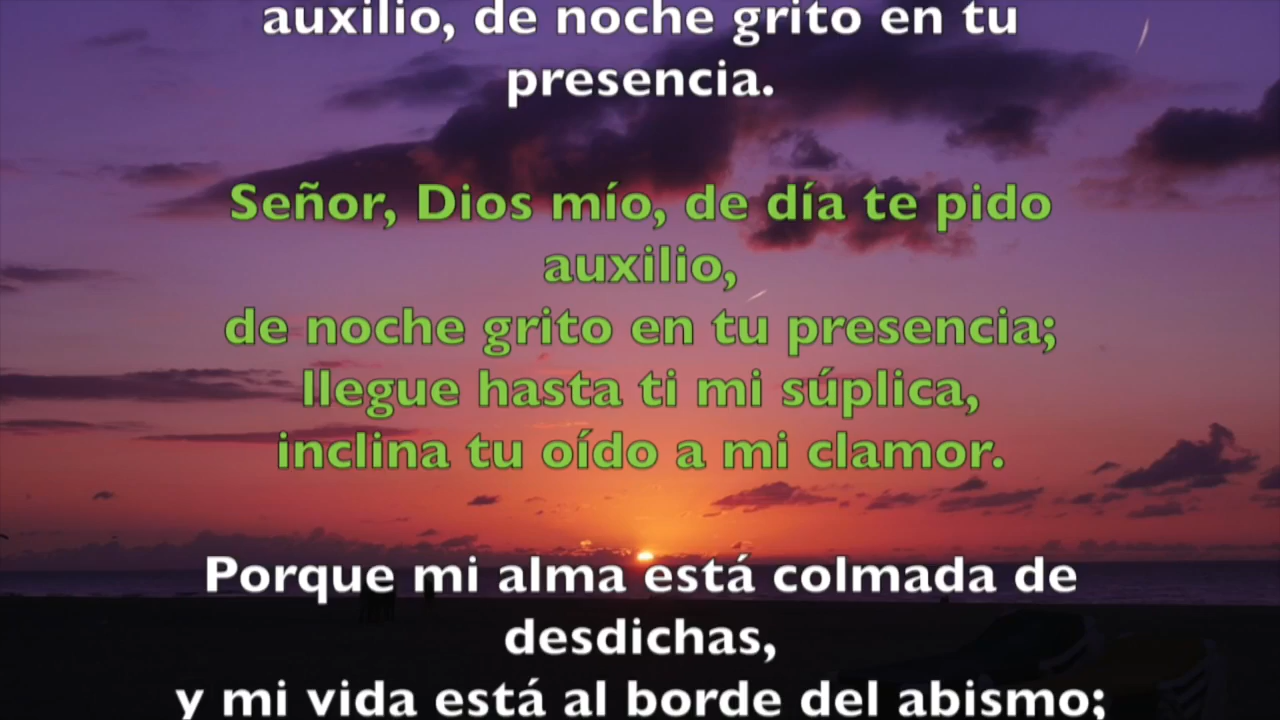 auxilio, de noche grito en tu
presencia.
Señor, Dios mío, de día te pido
auxilio,
de noche grito en tu presencia;
llegue hasta ti mi súplica,
inclina tu oído a mi clamor.
Porque mi alma está colmada de
desdichas,
y mi vida está al borde del abismo;